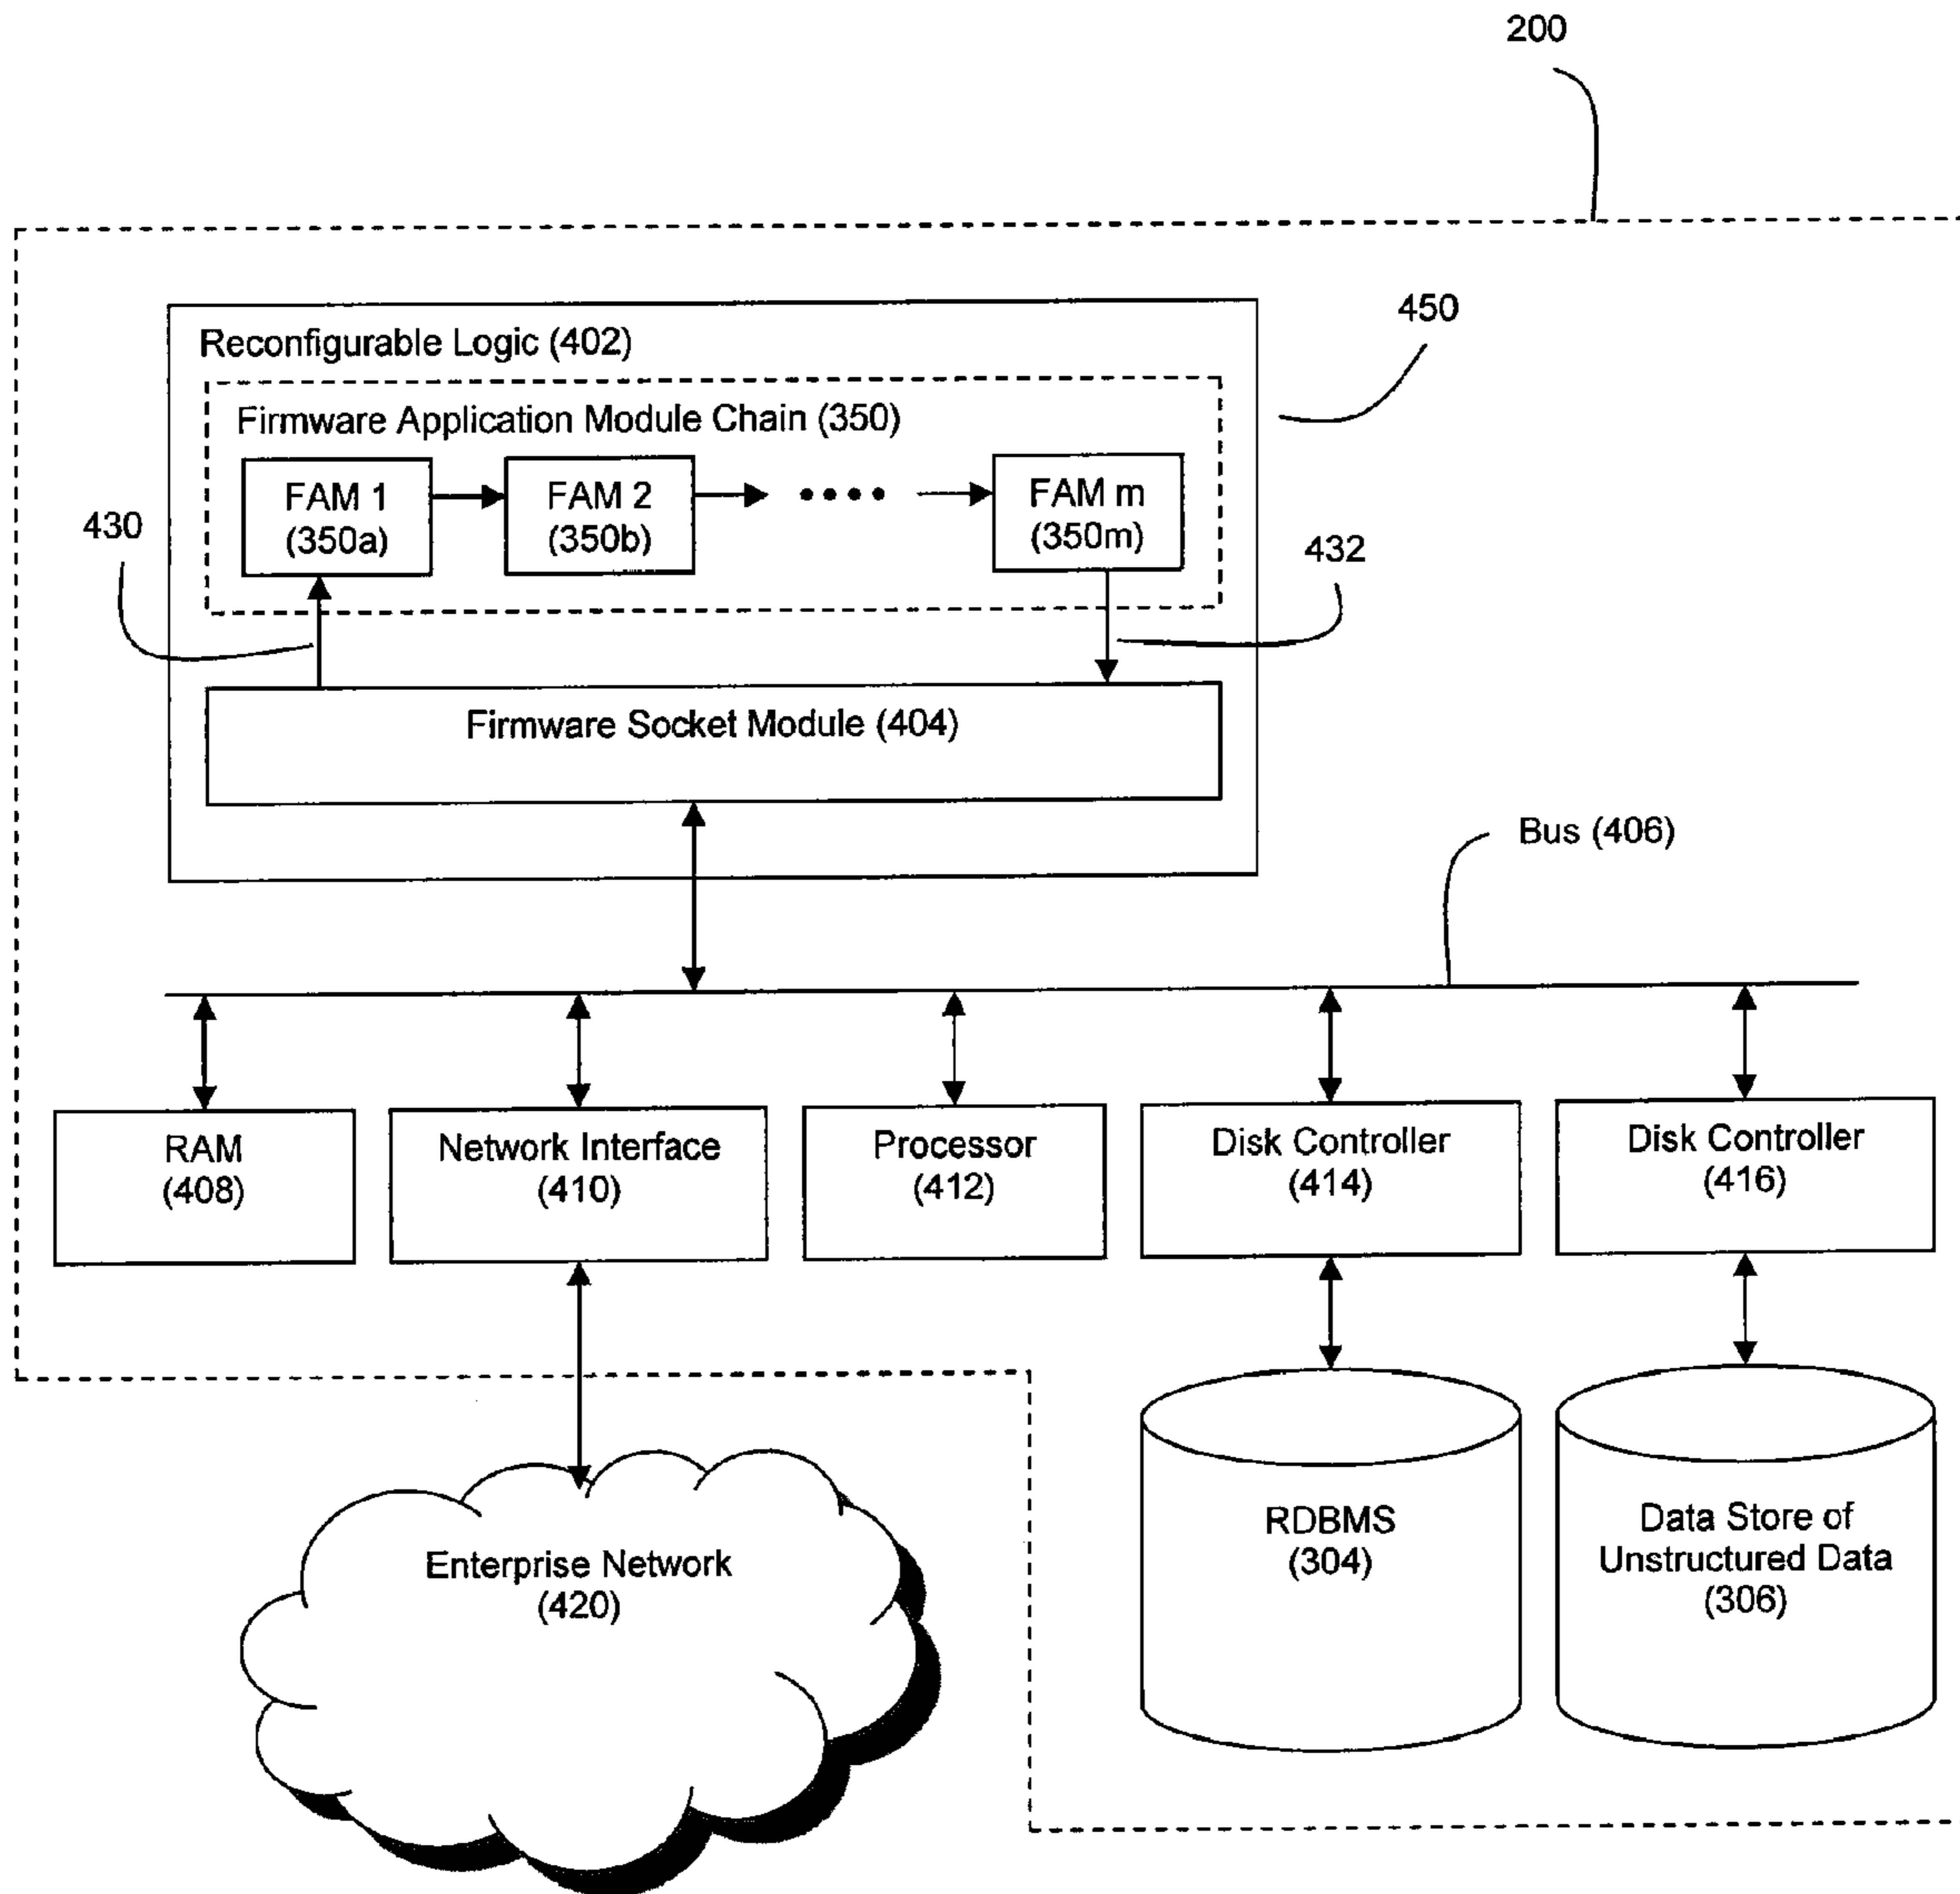 200
450
Reconfigurable Logic (402)
Firmware Application Module Chain (350)
FAM 1
(350a)
FAM 2
(350b)
FAM m
(350m)
430
432
Firmware Socket Module (404)
Bus (406)
RAM
(408)
Network Interface
(410)
Processor
(412)
Disk Controller
(414)
Disk Controller
(416)
Enterprise Network
(420)
RDBMS
(304)
Data Store of
Unstructured Data
(306)